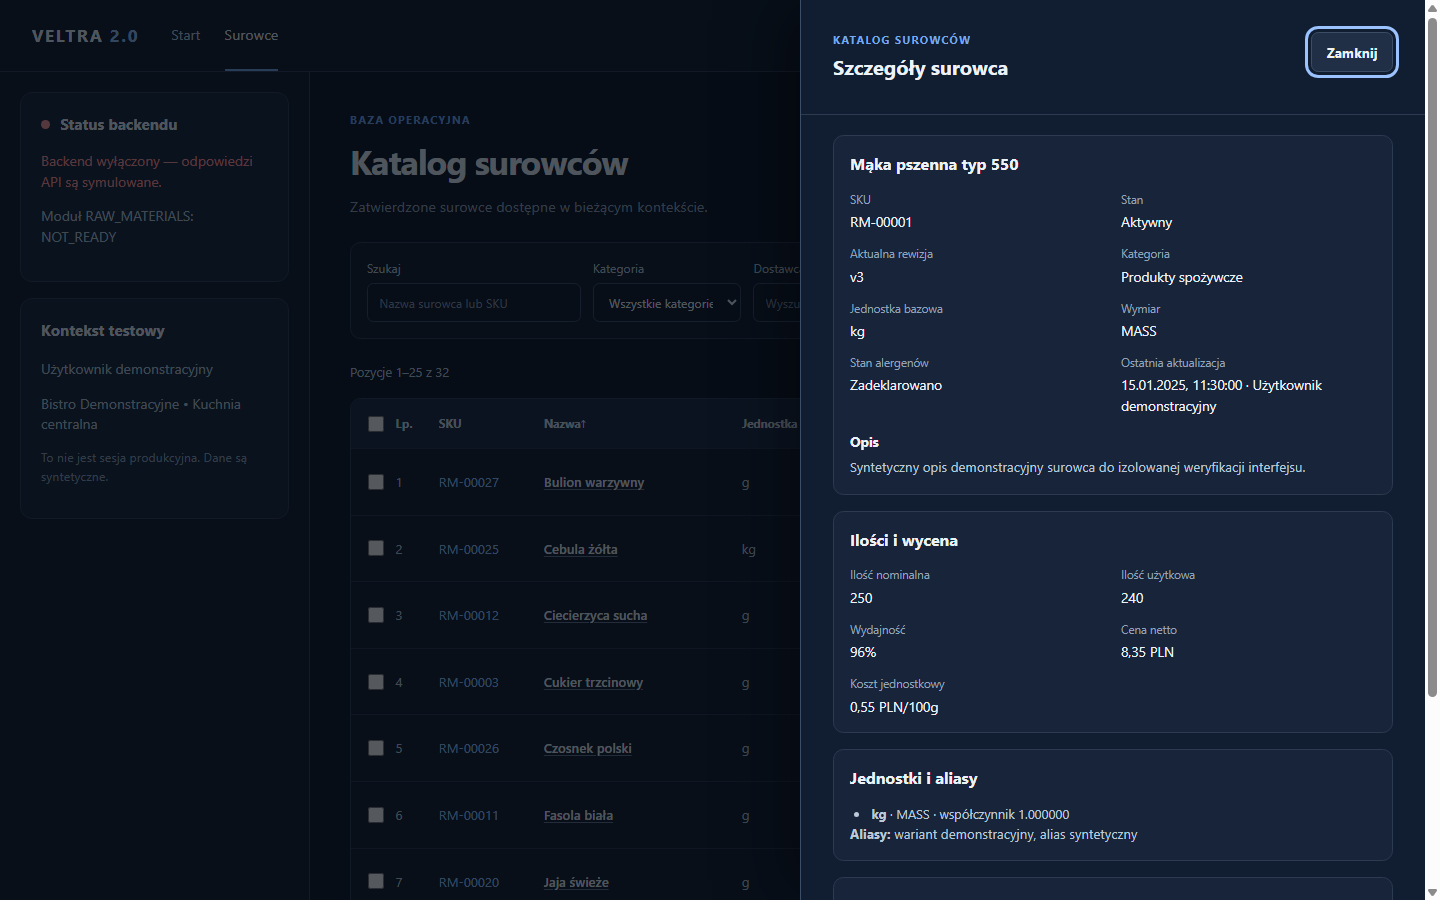 VELTRA 2.0
Start
Surowce
Status backendu
Backend wyłączony — odpowiedzi
API są symulowane.
Moduł RAW_MATERIALS:
NOT_READY
Kontekst testowy
Użytkownik demonstracyjny
Bistro Demonstracyjne • Kuchnia
centralna
To nie jest sesja produkcyjna. Dane są
syntetyczne.
BAZA OPERACYJNA
Katalog surowców
Zatwierdzone surowce dostępne w bieżącym kontekście.
Szukaj
Kategoria
Nazwa surowca lub SKU
Wszystkie kategorie
Pozycje 1–25 z 32
Lp. SKU Nazwa↑ Jednostka
1 RM-00027 Bulion warzywny g
2 RM-00025 Cebula żółta kg
3 RM-00012 Ciecierzyca sucha g
4 RM-00003 Cukier trzcinowy g
5 RM-00026 Czosnek polski g
6 RM-00011 Fasola biała g
7 RM-00020 Jaja świeże g
KATALOG SUROWCÓW
Szczegóły surowca
Zamknij
Mąka pszenna typ 550
SKU
RM-00001
Stan
Aktywny
Aktualna rewizja
v3
Kategoria
Produkty spożywcze
Jednostka bazowa
kg
Wymiar
MASS
Stan alergenów
Zadeklarowano
Ostatnia aktualizacja
15.01.2025, 11:30:00 · Użytkownik
demonstracyjny
Opis
Syntetyczny opis demonstracyjny surowca do izolowanej weryfikacji interfejsu.
Ilości i wycena
Ilość nominalna
250
Ilość użytkowa
240
Wydajność
96%
Cena netto
8,35 PLN
Koszt jednostkowy
0,55 PLN/100g
Jednostki i aliasy
• kg · MASS · współczynnik 1.000000
Aliasy: wariant demonstracyjny, alias syntetyczny